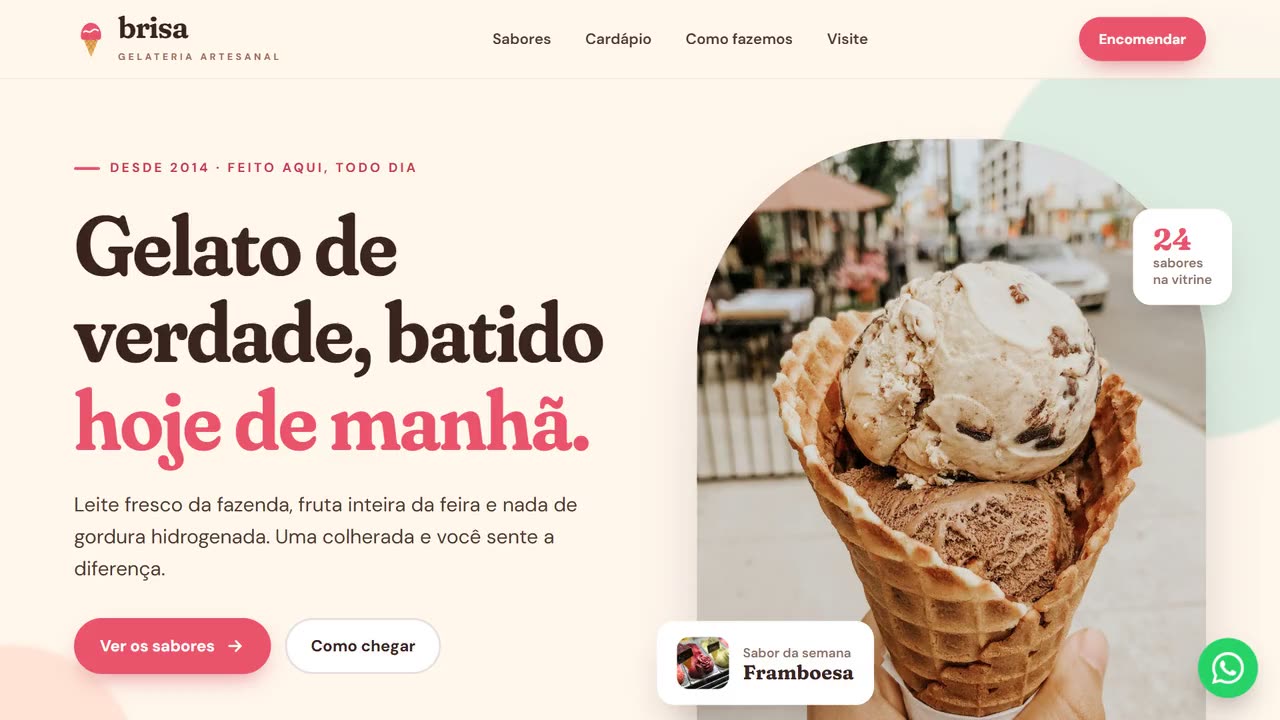 brisa
GELATERIA ARTESANAL
Sabores
Cardápio
Como fazemos
Visite
Encomendar
DESDE 2014 · FEITO AQUI, TODO DIA
Gelato de
verdade, batido
hoje de manhã.
Leite fresco da fazenda, fruta inteira da feira e nada de
gordura hidrogenada. Uma colherada e você sente a
diferença.
Ver os sabores →
Como chegar
24
sabores
na vitrine
Sabor da semana
Framboesa